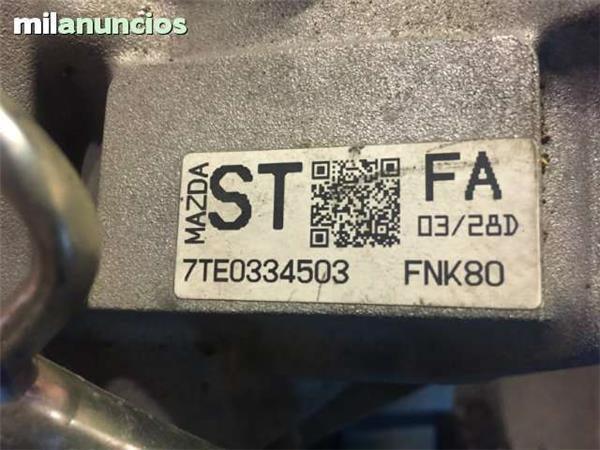 milanuncios
MAZDA
ST
FA
03/28D
7TE0334503
FNK80